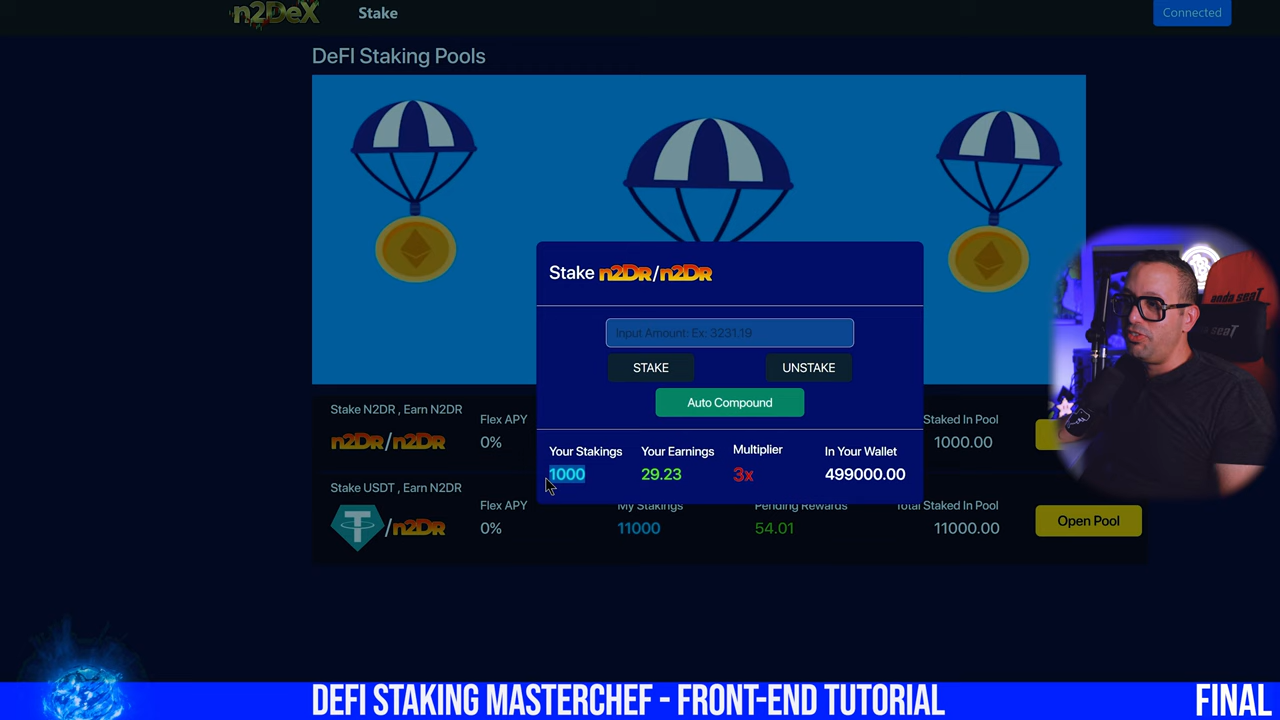 n2DeX
Stake
Connected
DeFI Staking Pools
Stake n2DR/n2DR
Input Amount: Ex: 3231.19
STAKE
UNSTAKE
Auto Compound
Your Stakings
Your Earnings
Multiplier
In Your Wallet
1000
29.23
3x
499000.00
Stake N2DR , Earn N2DR
n2DR/n2DR
Flex APY
0%
Staked In Pool
1000.00
Stake USDT , Earn N2DR
T/n2DR
Flex APY
0%
My Stakings
11000
Pending Rewards
54.01
Total Staked In Pool
11000.00
Open Pool
anda seaT
seaT
DEFI STAKING MASTERCHEF - FRONT-END TUTORIAL
FINAL